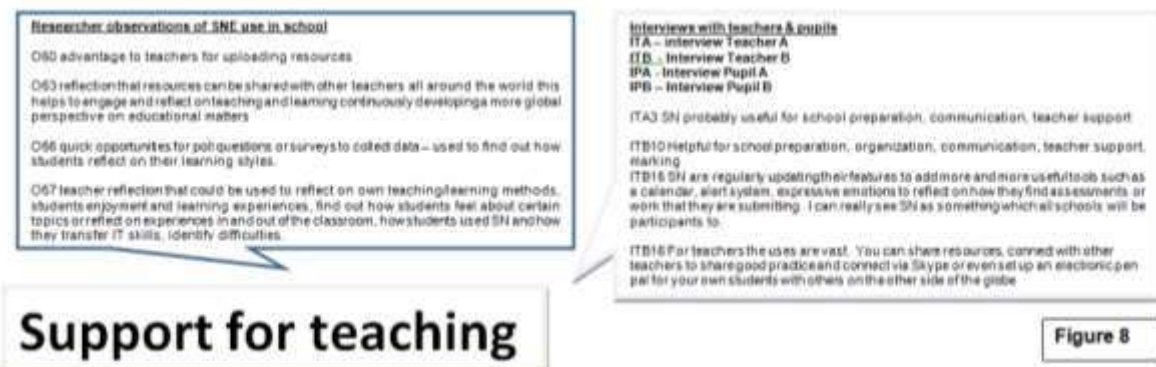 Researcher observations of SNE use in school
O60 advantage to teachers for uploading resources
O63 reflection that resources can be shared with other teachers all around the world this
helps to engage and reflect on teaching and learning continuously developing a more global
perspective on educational matters
O66 quick opportunities for poll questions or surveys to collect data – used to find out how
students reflect on their learning styles.
O67 teacher reflection that could be used to reflect on own teaching/learning methods,
students enjoyment and learning experiences, find out how students feel about certain
topics or reflect on experiences in and out of the classroom, how students used SN and how
they transfer IT skills, identify difficulties.
Support for teaching
Interviews with teachers & pupils
ITA – interview Teacher A
ITB - Interview Teacher B
IPA - Interview Pupil A
IPB – Interview Pupil B
ITA3 SN probably useful for school preparation, communication, teacher support
ITB10 Helpful for school preparation, organization, communication, teacher support,
marking
ITB16 SN are regularly updating their features to add more and more useful tools such as
a calendar, alert system, expressive emotions to reflect on how they find assessments or
work that they are submitting. I can really see SN as something which all schools will be
participants to.
ITB16 For teachers the uses are vast. You can share resources, connect with other
teachers to share good practice and connect via Skype or even set up an electronic pen
pal for your own students with others on the other side of the globe
Figure 8